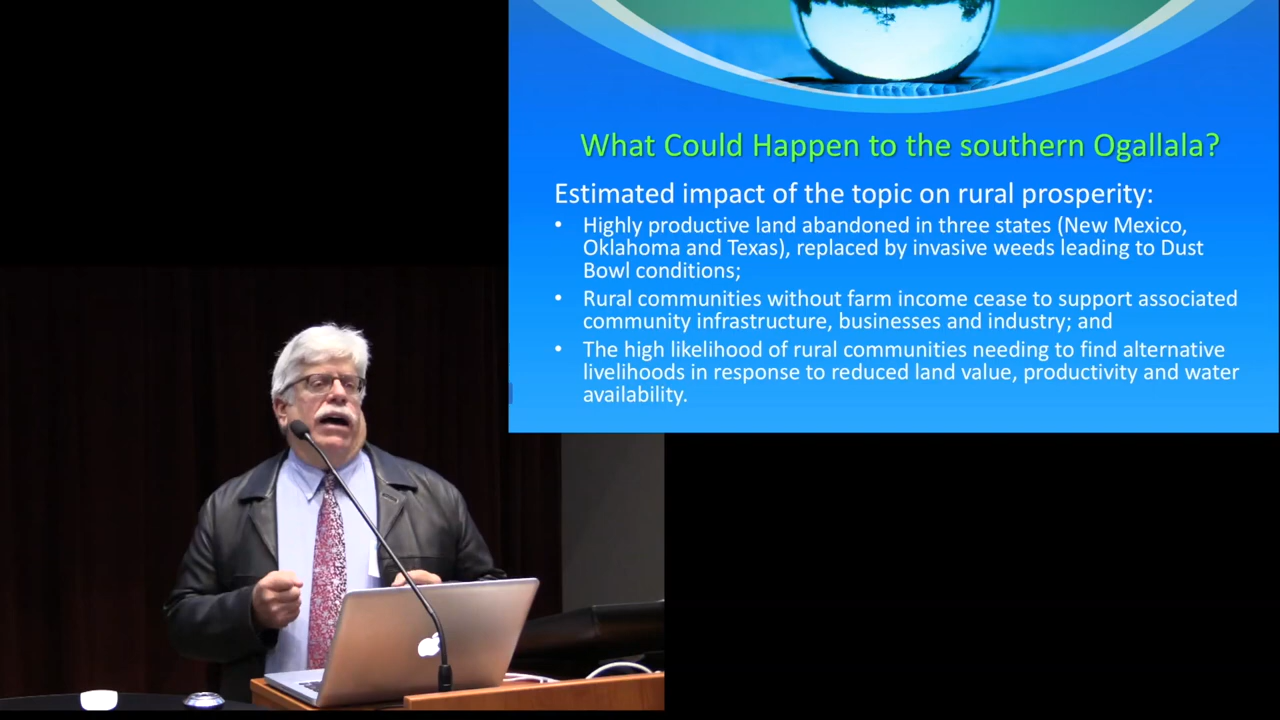 What Could Happen to the southern Ogallala?
Estimated impact of the topic on rural prosperity:
• Highly productive land abandoned in three states (New Mexico,
Oklahoma and Texas), replaced by invasive weeds leading to Dust
Bowl conditions;
• Rural communities without farm income cease to support associated
community infrastructure, businesses and industry; and
• The high likelihood of rural communities needing to find alternative
livelihoods in response to reduced land value, productivity and water
availability.